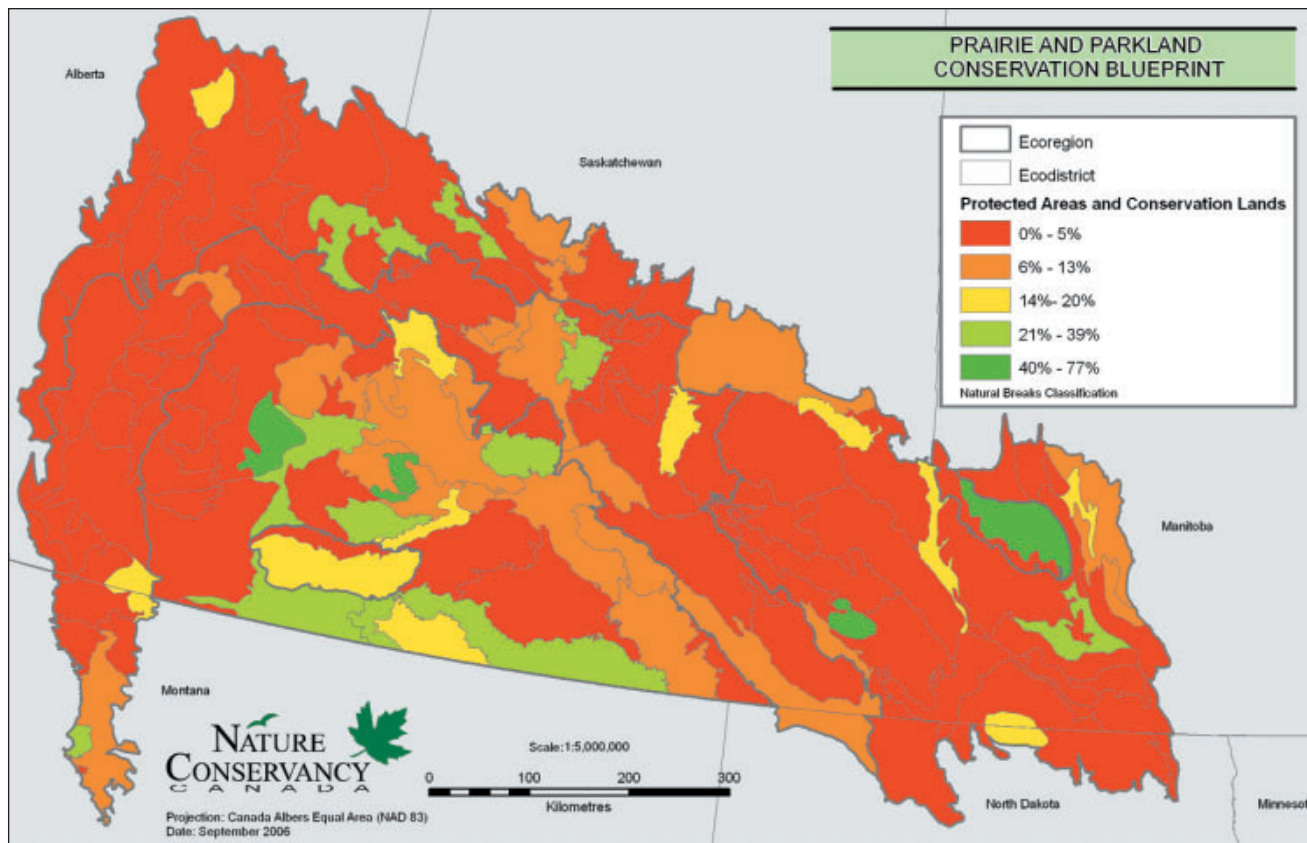 PRAIRIE AND PARKLAND
CONSERVATION BLUEPRINT
Alberta
Saskatchewan
Ecoregion
Ecodistrict
Protected Areas and Conservation Lands
0% - 5%
6% - 13%
14%- 20%
21% - 39%
40% - 77%
Natural Breaks Classification
Manitoba
Montana
NATURE
CONSERVANCY
CANADA
Scale:1:5,000,000
0 100 200 300
Kilometres
Projection: Canada Albers Equal Area (NAD 83)
Date: September 2006
North Dakota
Minnesot